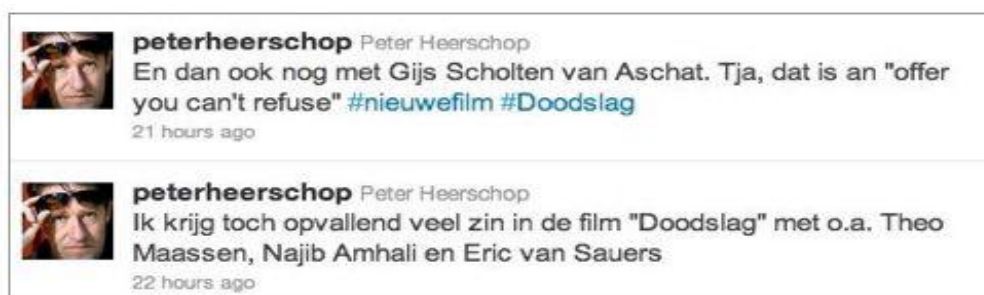 peterheerschop Peter Heerschop
En dan ook nog met Gijs Scholten van Aschat. Tja, dat is an "offer
you can't refuse" #nieuwefilm #Doodslag
21 hours ago
peterheerschop Peter Heerschop
Ik krijg toch opvallend veel zin in de film "Doodslag" met o.a. Theo
Maassen, Najib Amhali en Eric van Sauers
22 hours ago